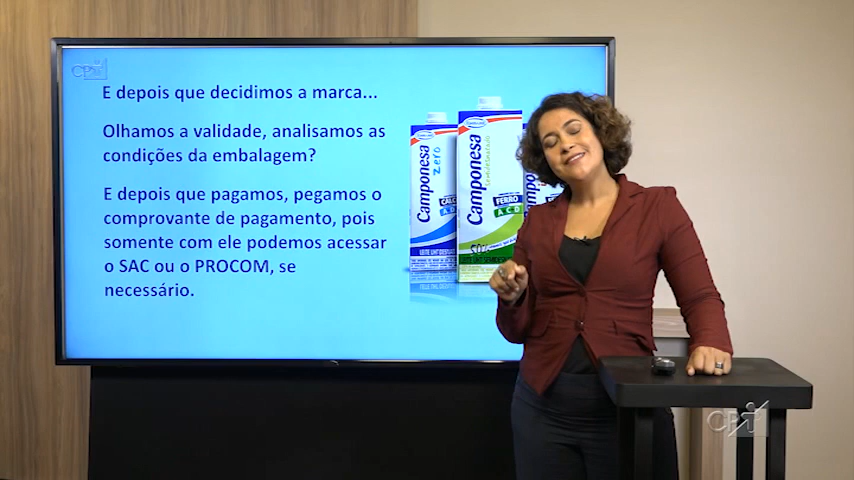 CPT
E depois que decidimos a marca...
Olhamos a validade, analisamos as
condições da embalagem?
E depois que pagamos, pegamos o
comprovante de pagamento, pois
somente com ele podemos acessar
o SAC ou o PROCOM, se
necessário.
Camponesa
zero
Camponesa
FERRO
A C D
CPT